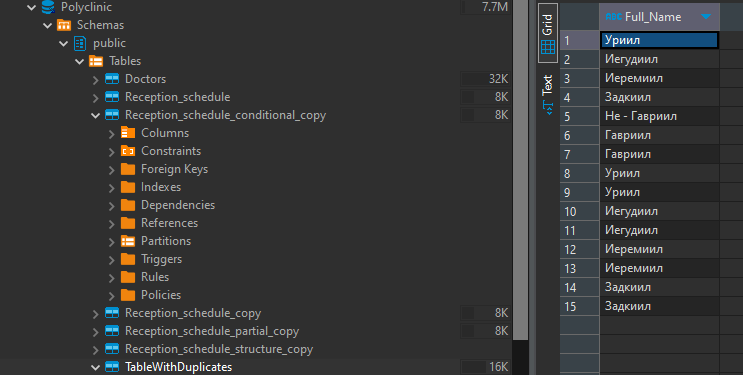 Polyclinic 7.7M
Schemas
public
Tables
Doctors 32K
Reception_schedule 8K
Reception_schedule_conditional_copy 8K
Columns
Constraints
Foreign Keys
Indexes
Dependencies
References
Partitions
Triggers
Rules
Policies
Reception_schedule_copy 8K
Reception_schedule_partial_copy 8K
Reception_schedule_structure_copy
TableWithDuplicates 16K
Grid
Text
ABC Full_Name
1 Уриил
2 Иегудиил
3 Иеремиил
4 Задкиил
5 Не - Гавриил
6 Гавриил
7 Гавриил
8 Уриил
9 Уриил
10 Иегудиил
11 Иегудиил
12 Иеремиил
13 Иеремиил
14 Задкиил
15 Задкиил